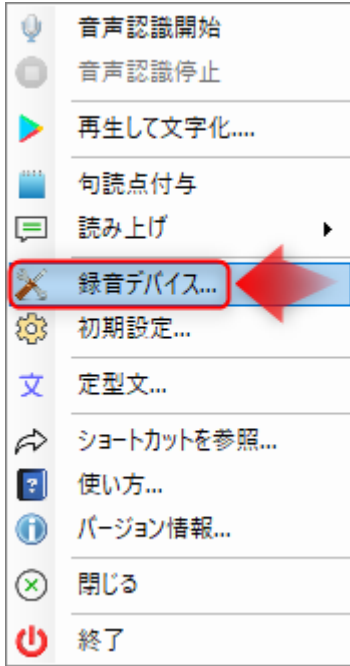 音声認識開始
音声認識停止
再生して文字化....
句読点付与
読み上げ
録音デバイス...
初期設定...
文 定型文...
ショートカットを参照...
使い方...
バージョン情報...
閉じる
終了